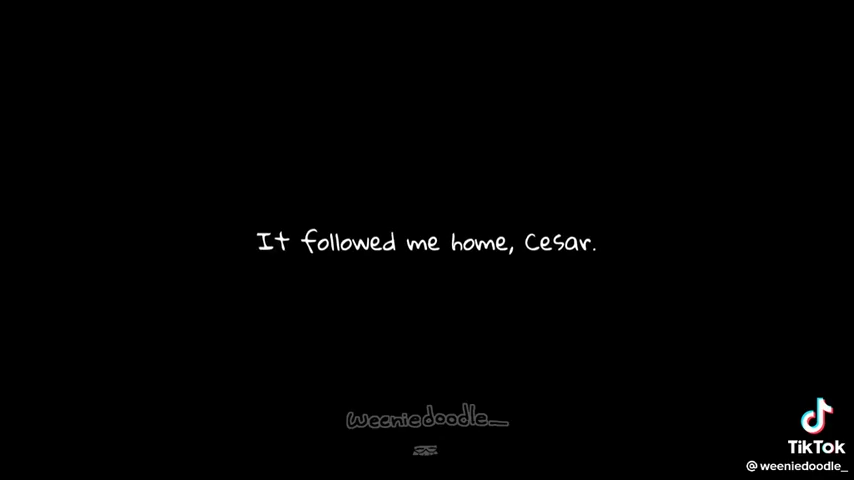 It followed me home, Cesar.
weeniedoodle_
TikTok
@weeniedoodle_